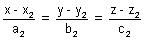 x - x₂ / a₂ = y - y₂ / b₂ = z - z₂ / c₂